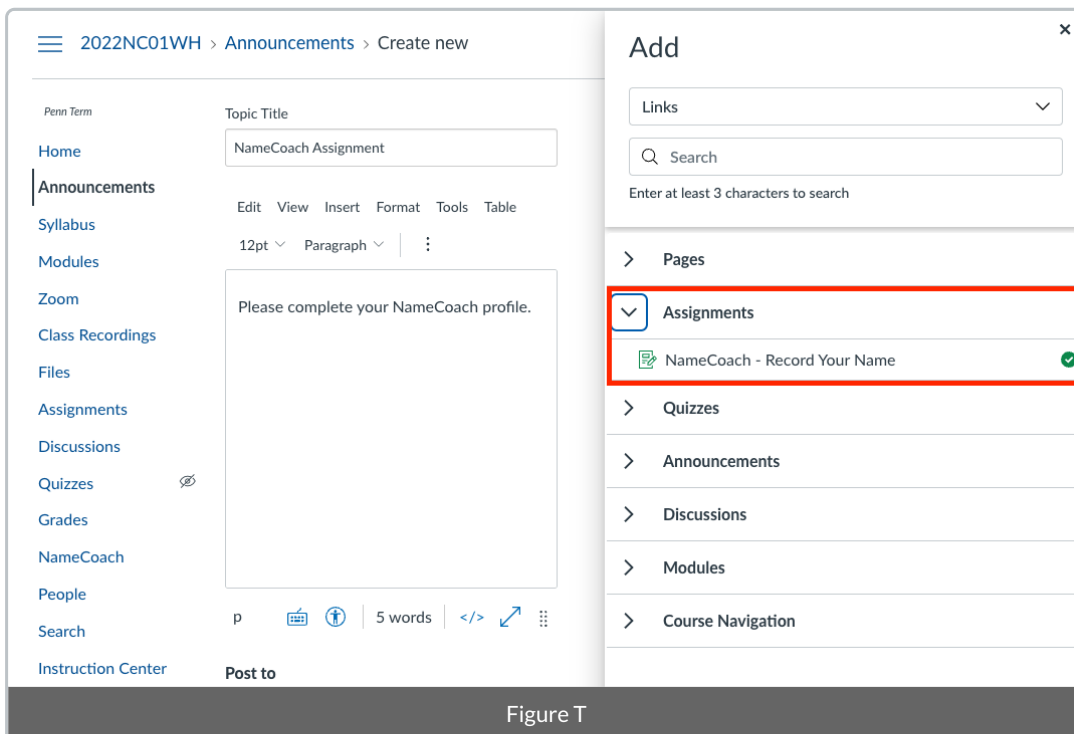 2022NC01WH > Announcements > Create new
Penn Term
Home
Announcements
Syllabus
Modules
Zoom
Class Recordings
Files
Assignments
Discussions
Quizzes
Grades
NameCoach
People
Search
Instruction Center
Topic Title
NameCoach Assignment
Edit View Insert Format Tools Table
12pt Paragraph
Please complete your NameCoach profile.
p 5 words </>
Post to
Add
Links
Search
Enter at least 3 characters to search
Pages
Assignments
NameCoach - Record Your Name
Quizzes
Announcements
Discussions
Modules
Course Navigation
Figure T